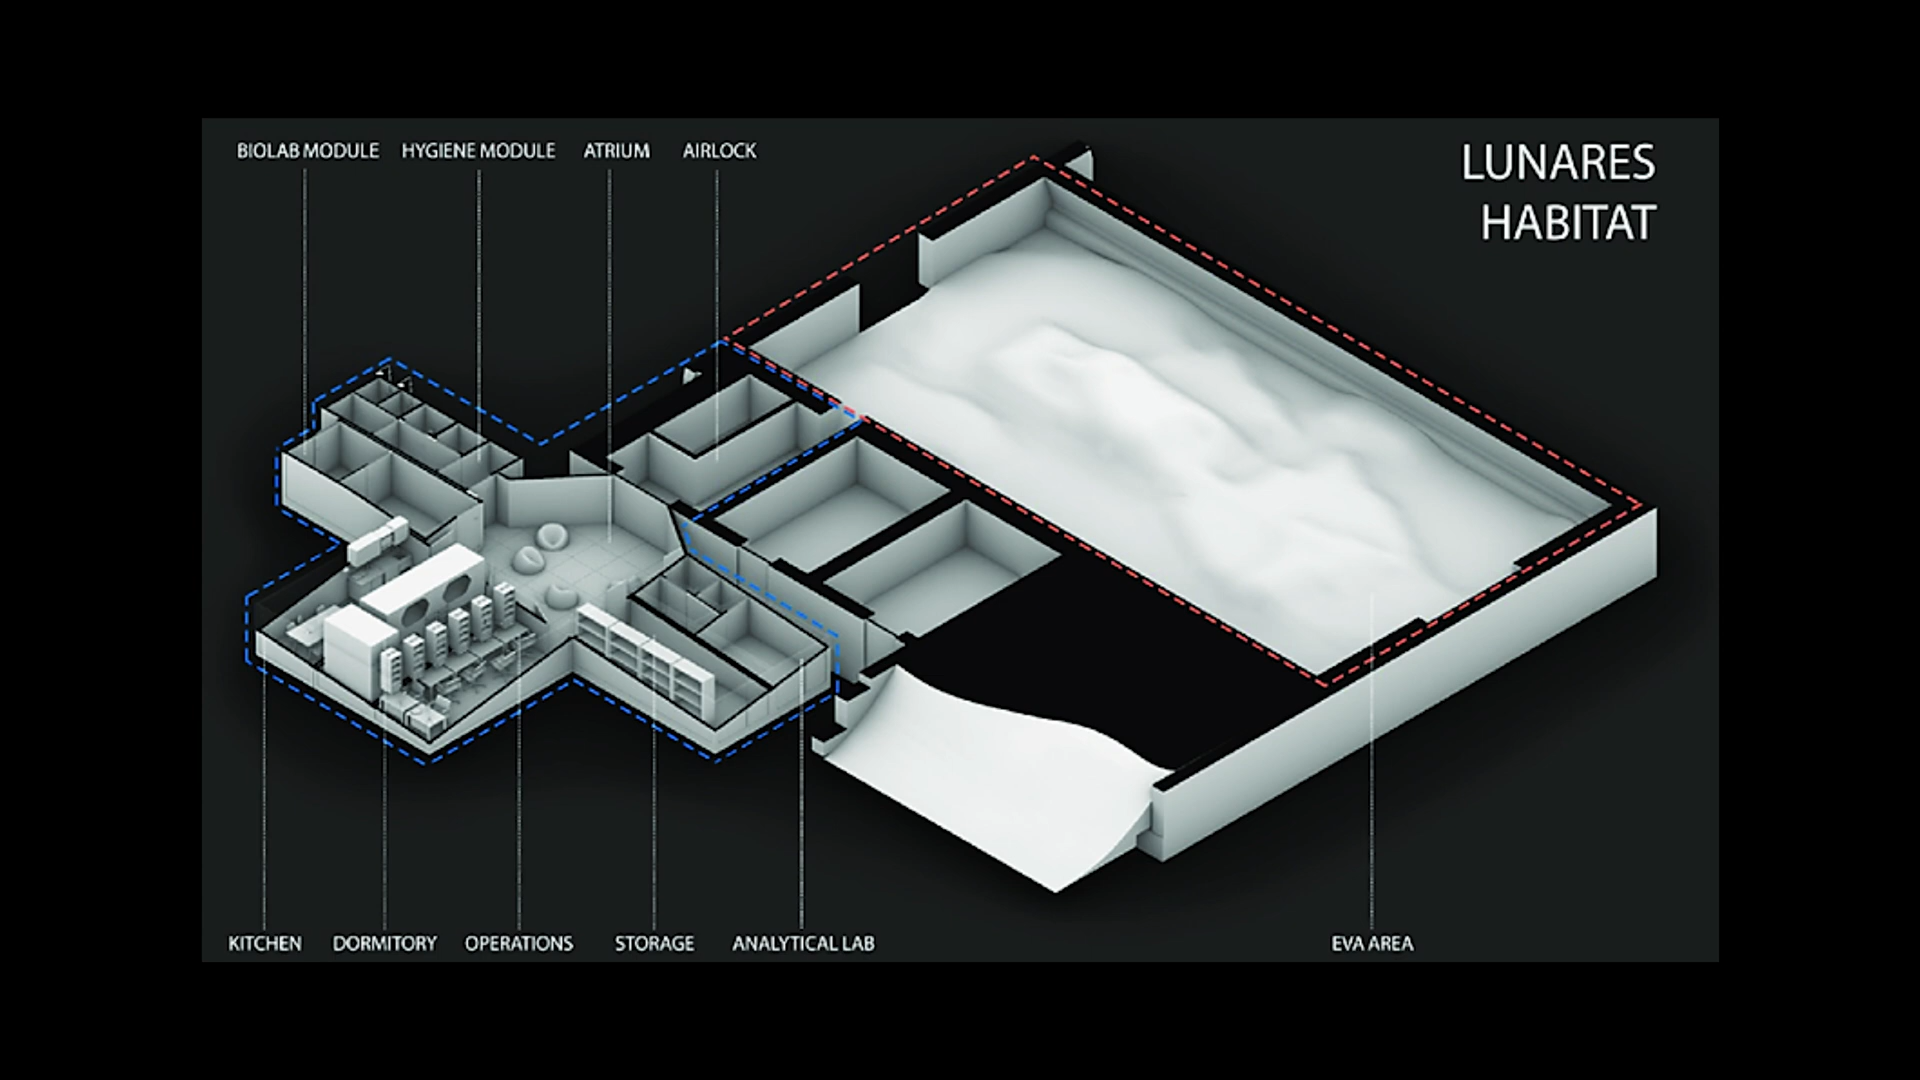 BIOLAB MODULE
HYGIENE MODULE
ATRIUM
AIRLOCK
LUNARES
HABITAT
KITCHEN
DORMITORY
OPERATIONS
STORAGE
ANALYTICAL LAB
EVA AREA